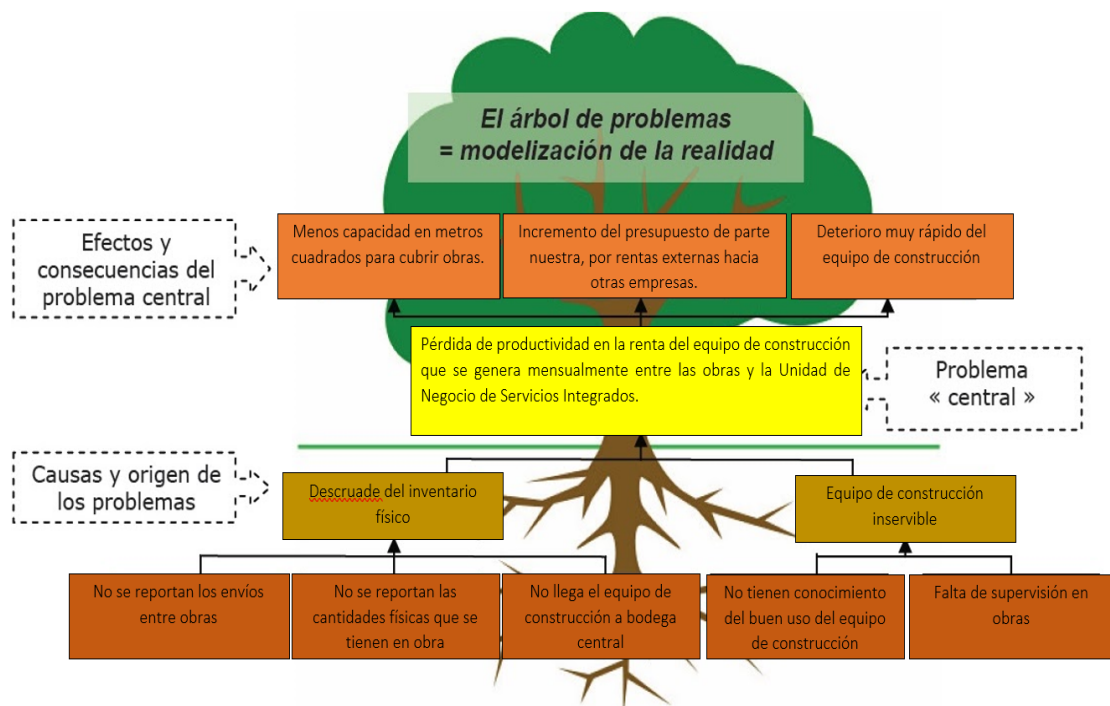 El árbol de problemas
= modelización de la realidad
Efectos y
consecuencias del
problema central
Menos capacidad en metros
cuadrados para cubrir obras.
Incremento del presupuesto de parte
nuestra, por rentas externas hacia
otras empresas.
Deterioro muy rápido del
equipo de construcción
Pérdida de productividad en la renta del equipo de construcción
que se genera mensualmente entre las obras y la Unidad de
Negocio de Servicios Integrados.
Problema
« central »
Causas y origen de
los problemas
Descruade del inventario
físico
Equipo de construcción
inservible
No se reportan los envíos
entre obras
No se reportan las
cantidades físicas que se
tienen en obra
No llega el equipo de
construcción a bodega
central
No tienen conocimiento
del buen uso del equipo
de construcción
Falta de supervisión en
obras